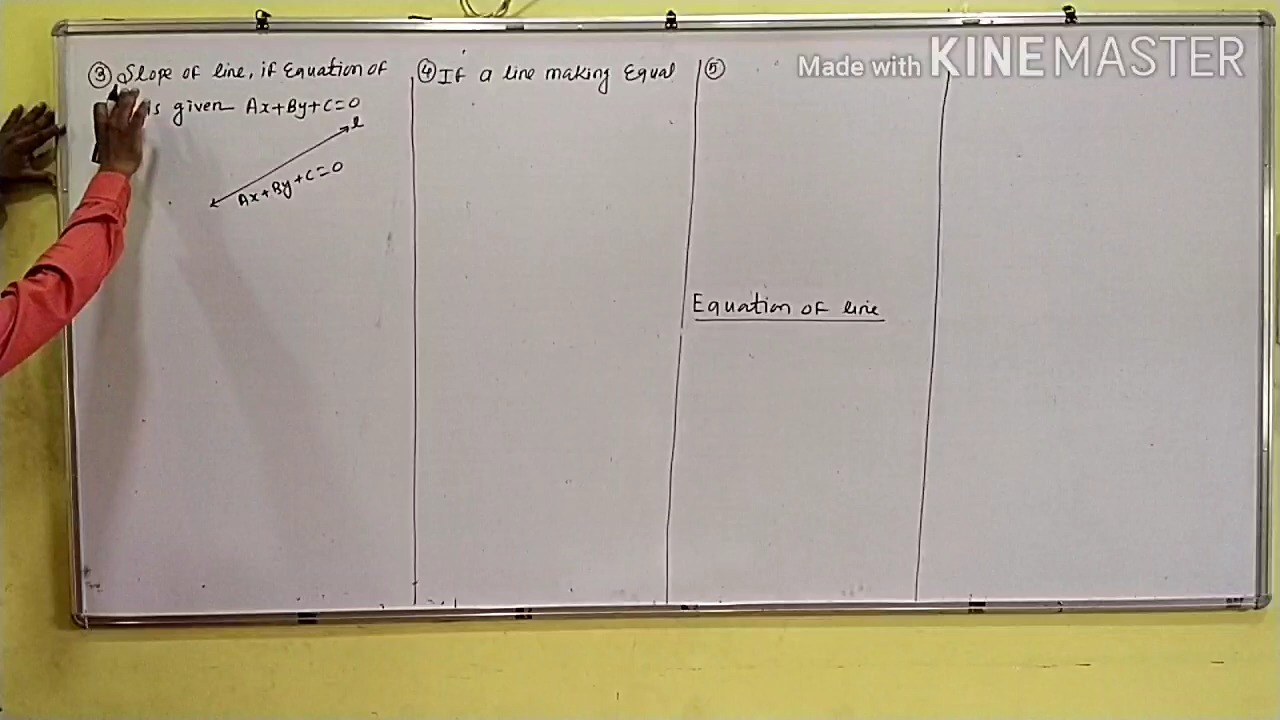 ③ Slope of line, if Equation of
is given Ax+By+C=0
l
Ax+By+C=0
④ If a line making Equal
⑤
Equation of line
Made with KINEMASTER